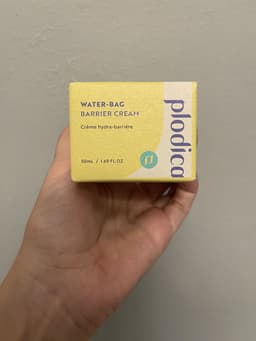 WATER-BAG
BARRIER CREAM
Crème hydra-barrière
50mL / 1.69 FL.OZ.
plodica